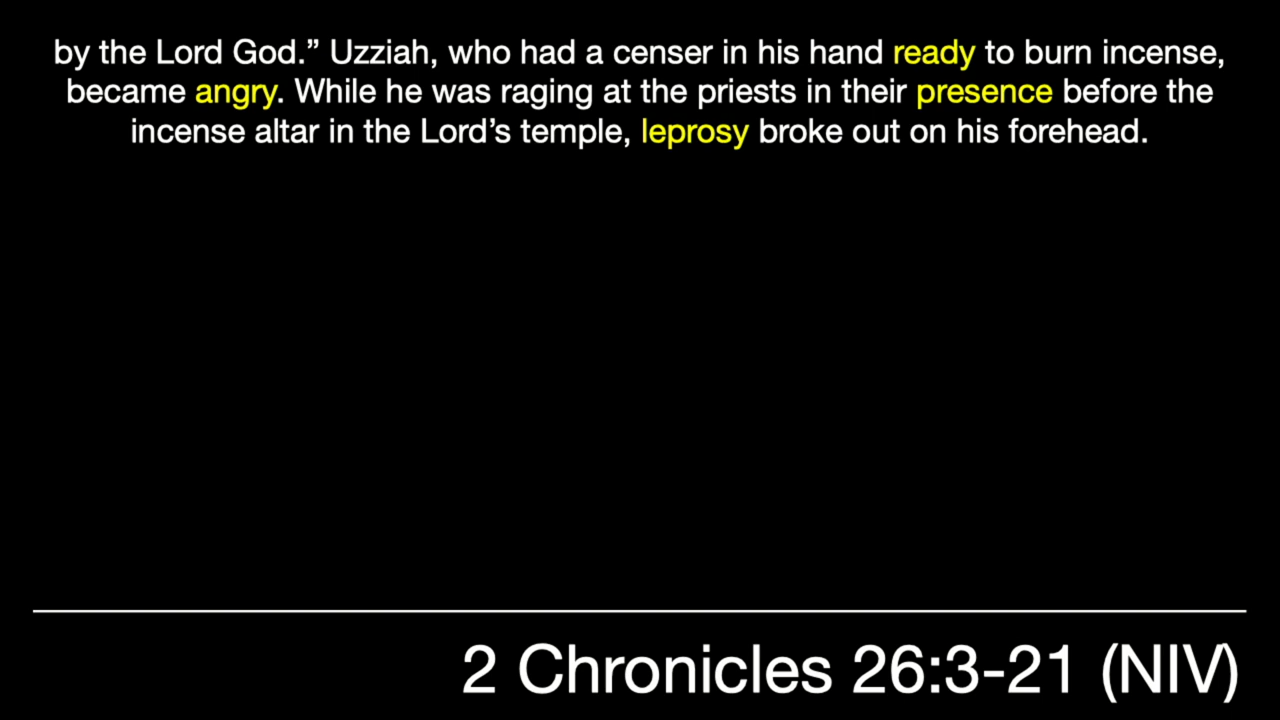 by the Lord God.” Uzziah, who had a censer in his hand ready to burn incense,
became angry. While he was raging at the priests in their presence before the
incense altar in the Lord’s temple, leprosy broke out on his forehead.
2 Chronicles 26:3-21 (NIV)